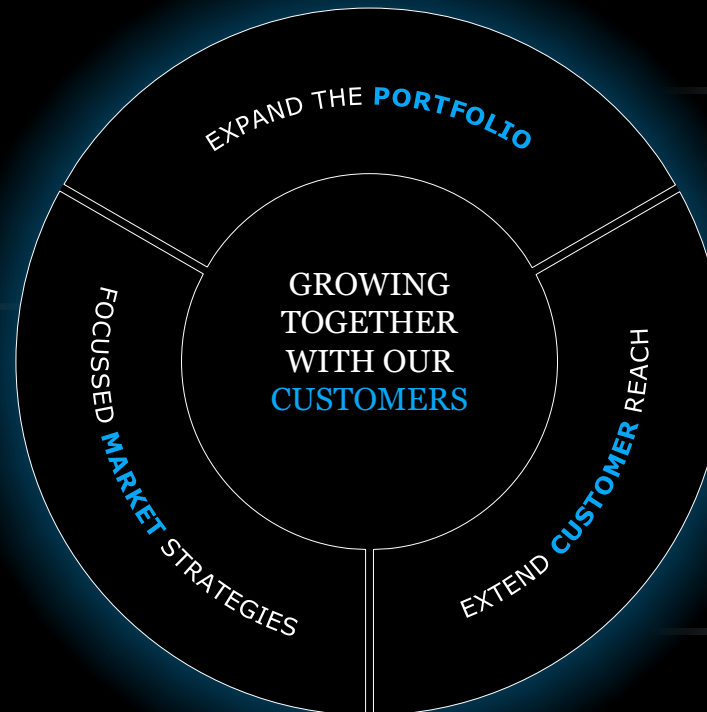 EXPAND THE PORTFOLIO
GROWING
TOGETHER
WITH OUR
CUSTOMERS
FOCUSSED MARKET STRATEGIES
EXTEND CUSTOMER REACH